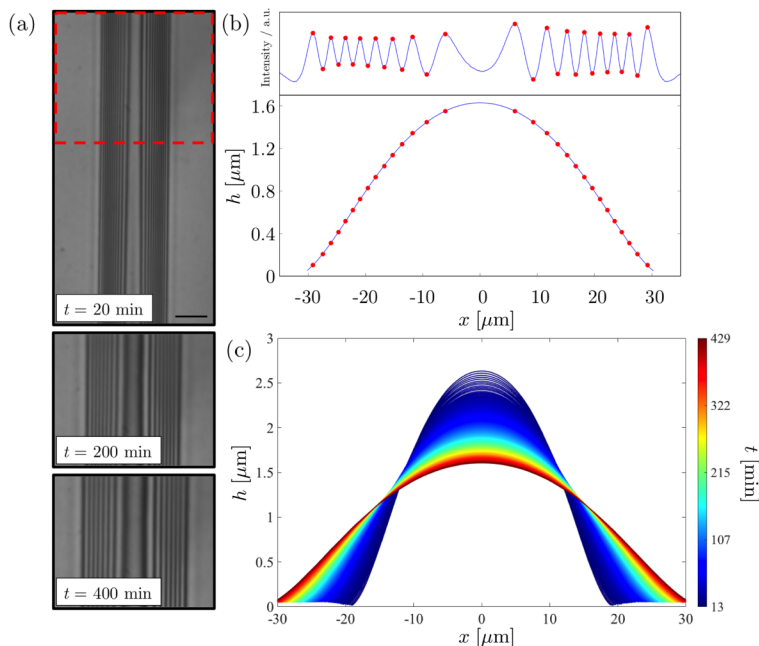 (a)
t = 20 min
t = 200 min
t = 400 min
(b)
Intensity / a.u.
1.6
1.2
0.8
0.4
0
h [µm]
-30 -20 -10 0 10 20 30
x [µm]
(c)
3
2.5
2
1.5
1
0.5
0
h [µm]
-30 -20 -10 0 10 20 30
x [µm]
429
322
215
107
13
t [min]